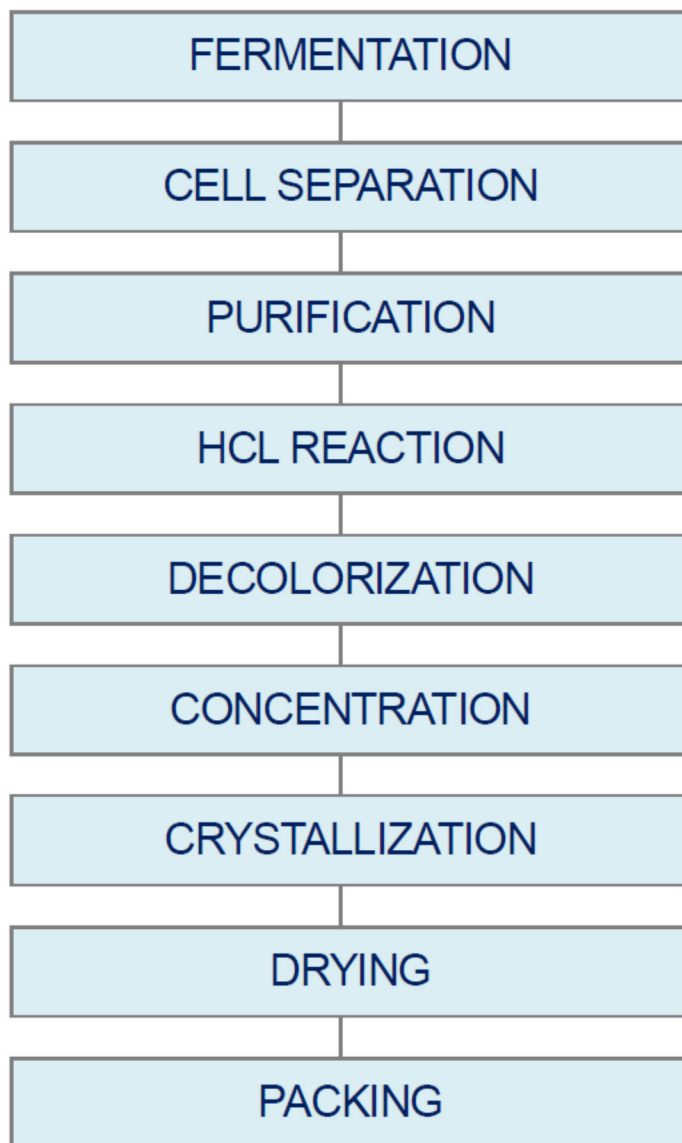 FERMENTATION
CELL SEPARATION
PURIFICATION
HCL REACTION
DECOLORIZATION
CONCENTRATION
CRYSTALLIZATION
DRYING
PACKING